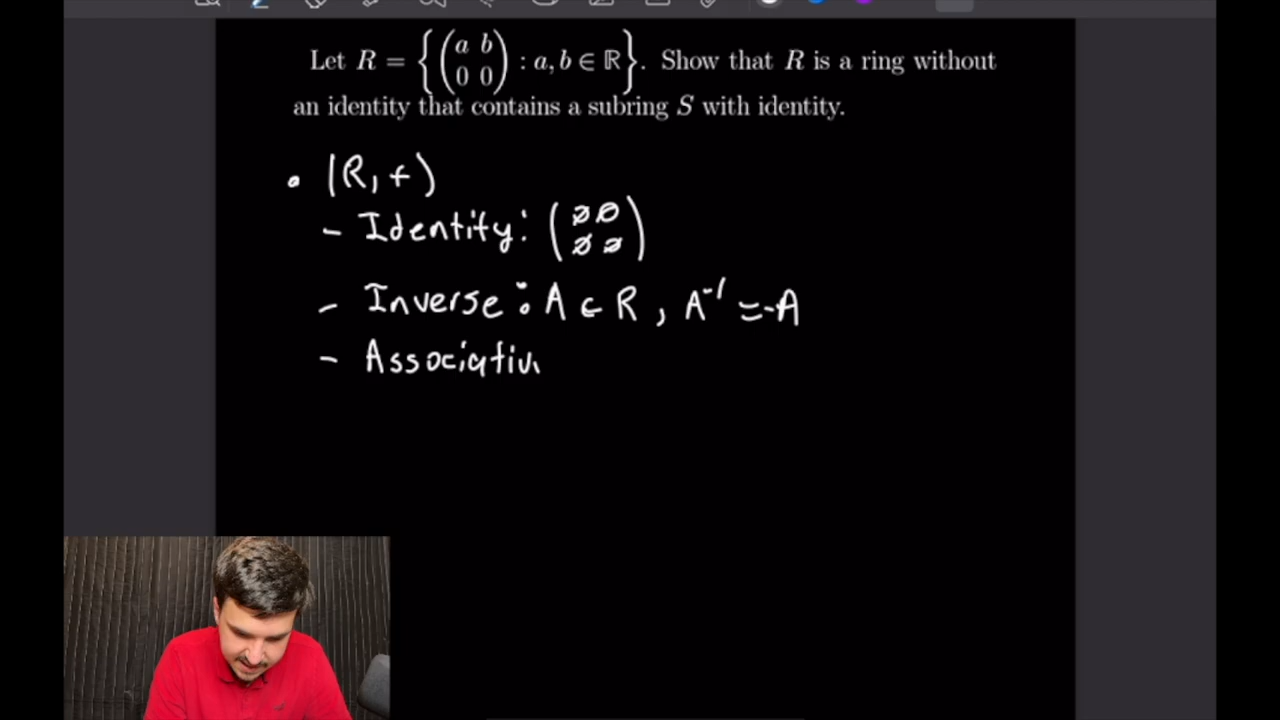 Let R = { ( a b 0 0 ) : a, b ∈ ℝ }. Show that R is a ring without
an identity that contains a subring S with identity.
• (R, +)
- Identity: ( 0 0 0 0 )
- Inverse: A ∈ R, A⁻¹ = -A
- Associativ